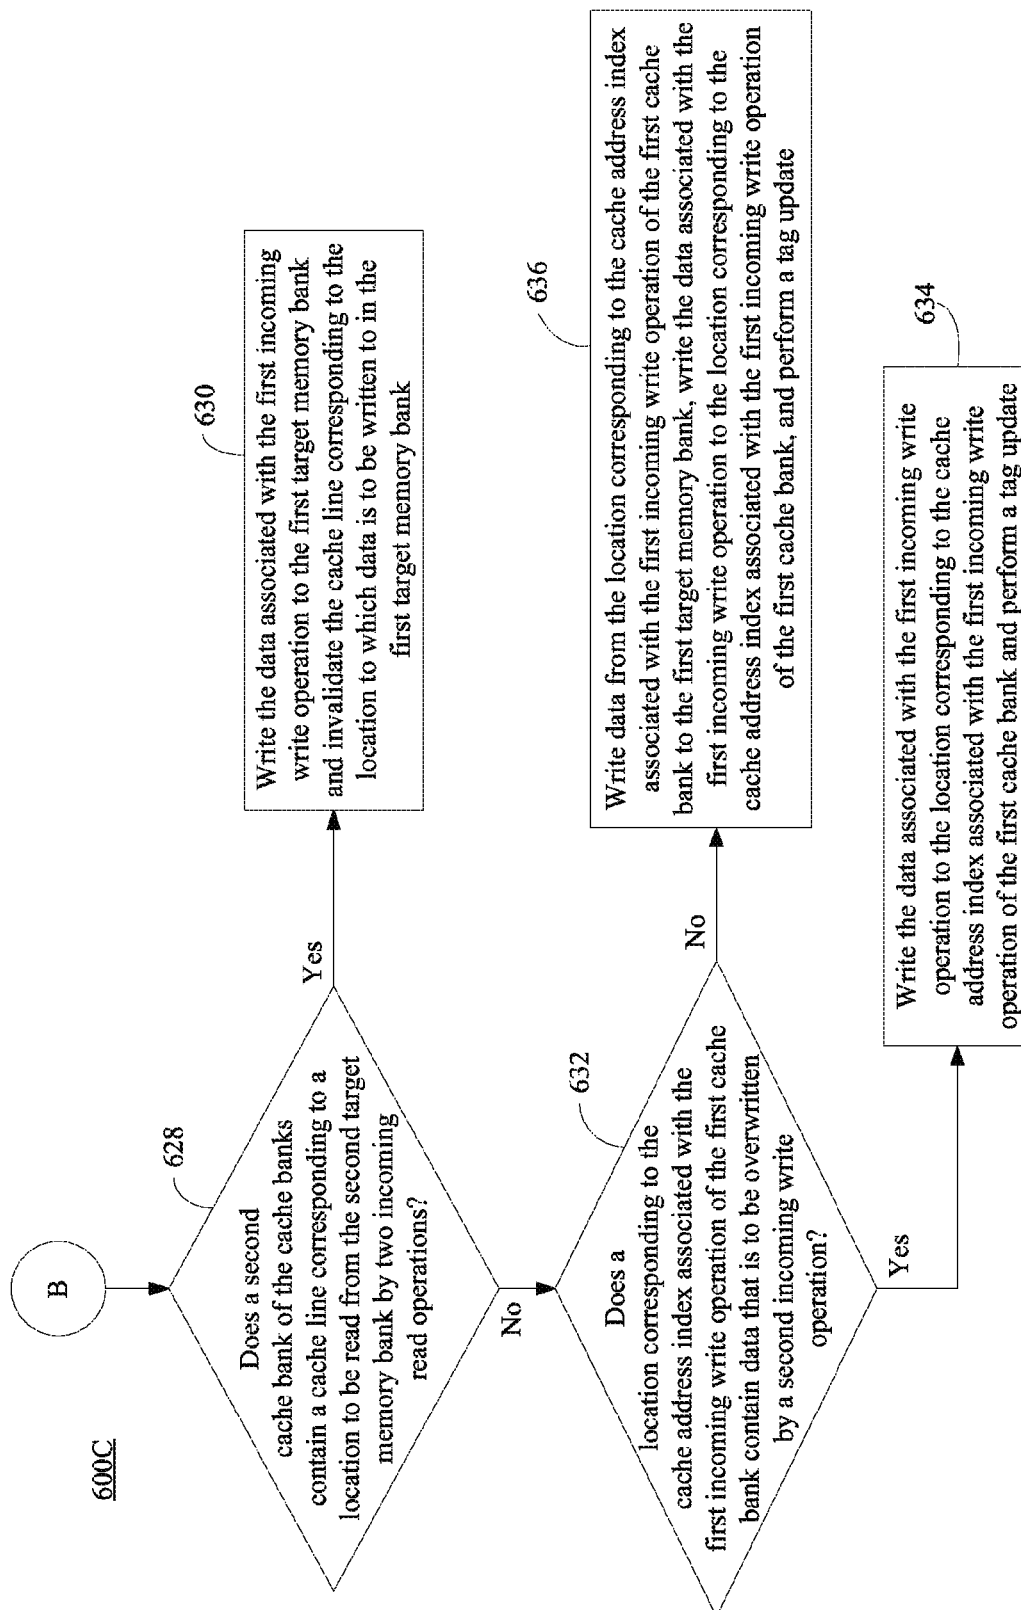 600C
B
628
Does a second
cache bank of the cache banks
contain a cache line corresponding to a
location to be read from the second target
memory bank by two incoming
read operations?
Yes
630
Write the data associated with the first incoming
write operation to the first target memory bank
and invalidate the cache line corresponding to the
location to which data is to be written to in the
first target memory bank
No
632
Does a
location corresponding to the
cache address index associated with the
first incoming write operation of the first cache
bank contain data that is to be overwritten
by a second incoming write
operation?
No
636
Write data from the location corresponding to the cache address index
associated with the first incoming write operation of the first cache
bank to the first target memory bank, write the data associated with the
first incoming write operation to the location corresponding to the
cache address index associated with the first incoming write operation
of the first cache bank, and perform a tag update
Yes
634
Write the data associated with the first incoming write
operation to the location corresponding to the cache
address index associated with the first incoming write
operation of the first cache bank and perform a tag update